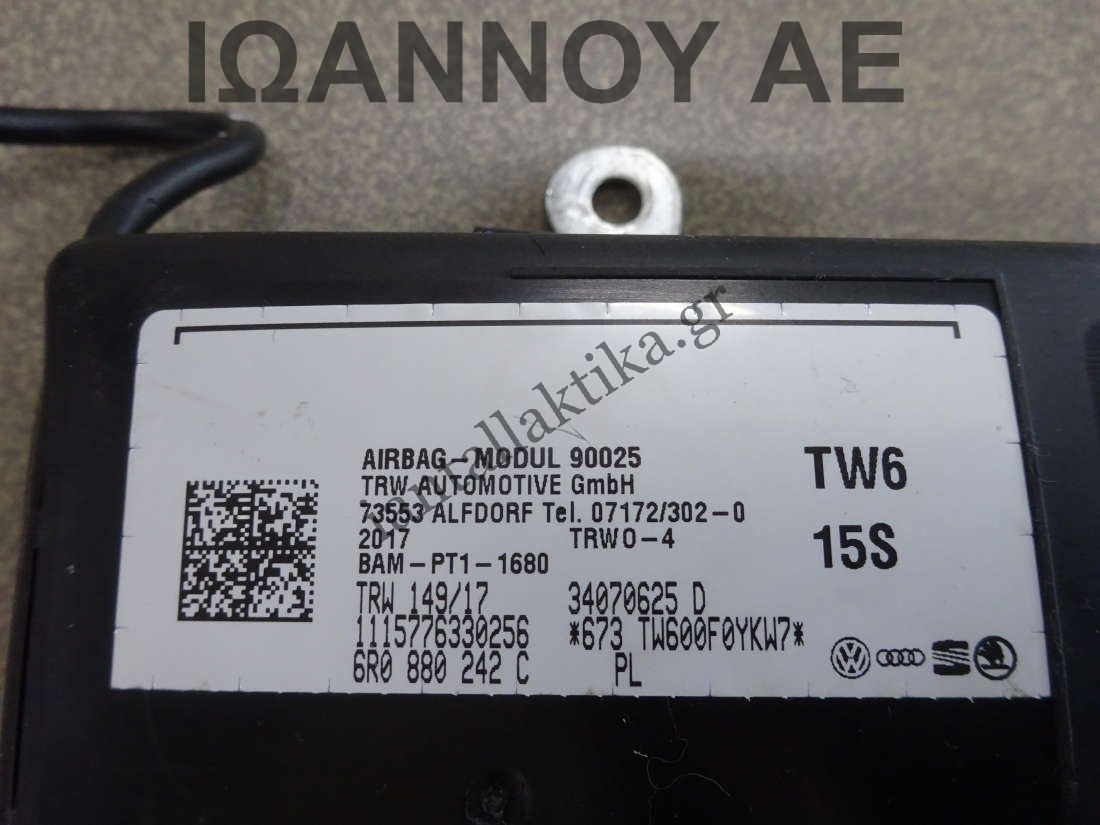 ΙΩΑΝΝΟΥ ΑΕ
iantallaktika.gr
AIRBAG-MODUL 90025
TRW AUTOMOTIVE GmbH
73553 ALFDORF Tel. 07172/302-0
2017 TRWO-4
BAM-PT1-1680
TW6
15S
TRW 149/17 34070625 D
1115776330256 *673 TW600F0YKW7*
6R0 880 242 C PL